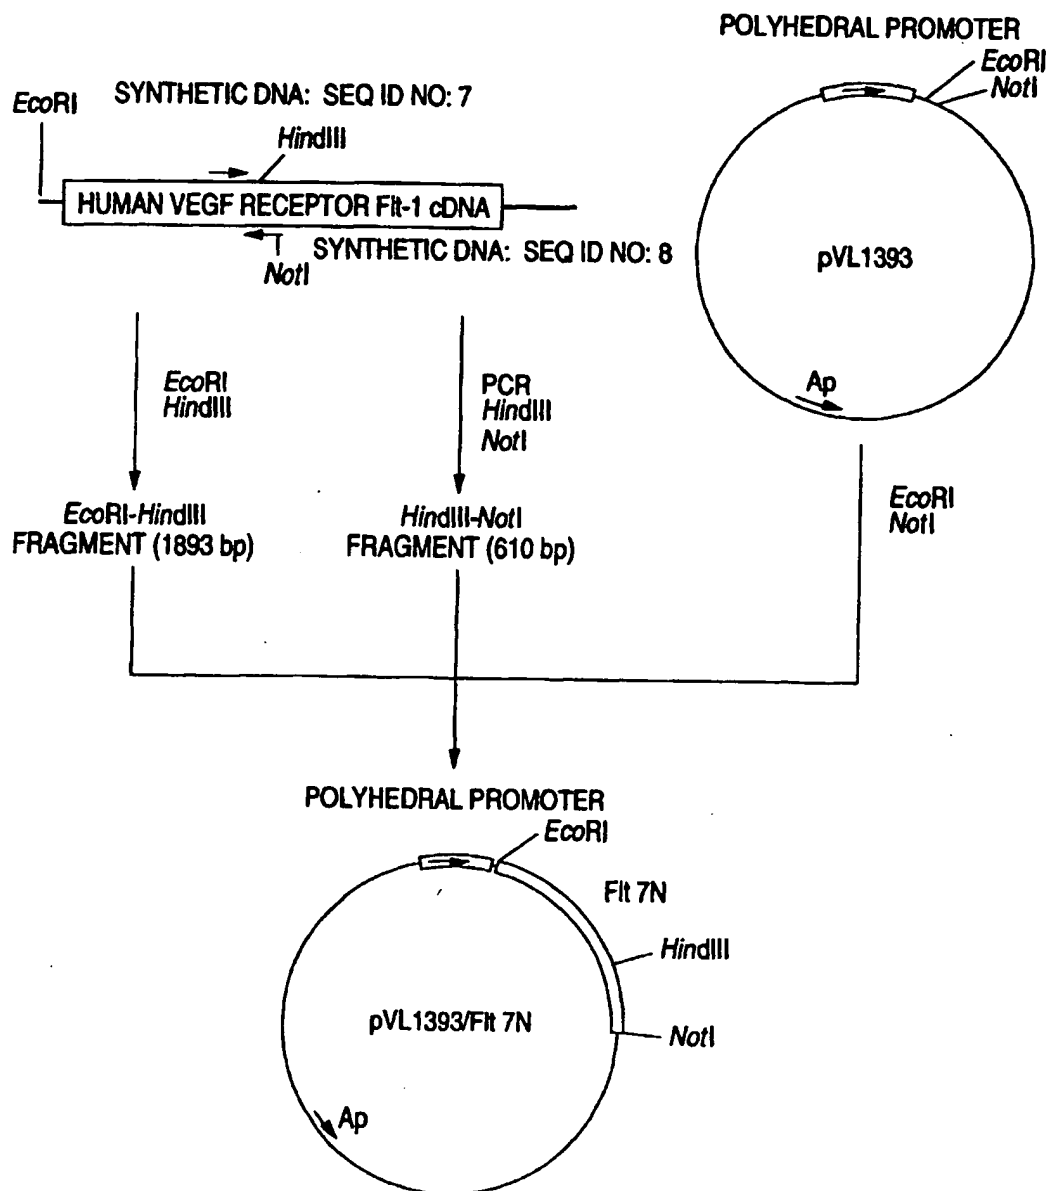 POLYHEDRAL PROMOTER
EcoRI
NotI
EcoRI
SYNTHETIC DNA: SEQ ID NO: 7
HindIII
HUMAN VEGF RECEPTOR Flt-1 cDNA
SYNTHETIC DNA: SEQ ID NO: 8
NotI
pVL1393
Ap
EcoRI
HindIII
PCR
HindIII
NotI
EcoRI
NotI
EcoRI-HindIII
FRAGMENT (1893 bp)
HindIII-NotI
FRAGMENT (610 bp)
POLYHEDRAL PROMOTER
EcoRI
Flt 7N
HindIII
pVL1393/Flt 7N
NotI
Ap